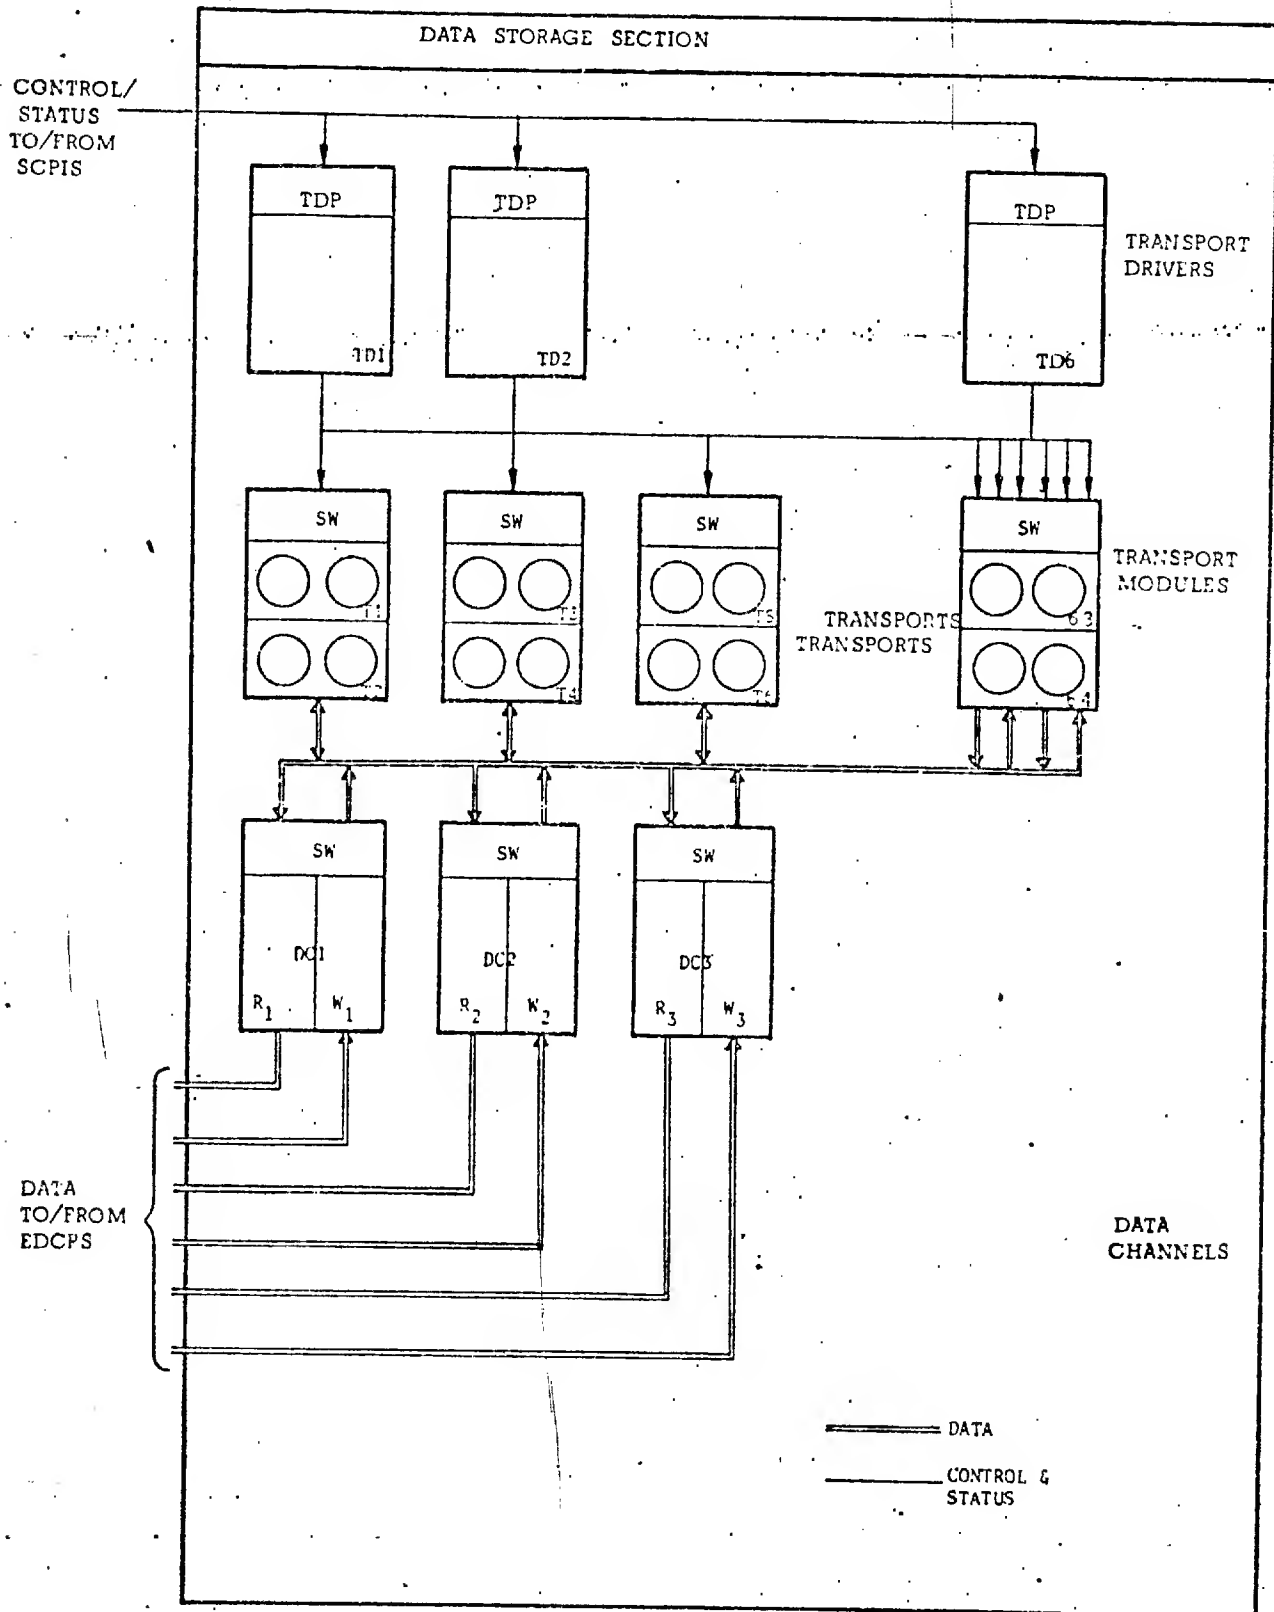 DATA STORAGE SECTION
CONTROL/
STATUS
TO/FROM
SCPIS
TDP
TDP
TDP
TRANSPORT
DRIVERS
TD1
TD2
TD6
SW
SW
SW
SW
TRANSPORT
MODULES
T1
T5
63
TRANSPORTS
TRANSPORTS
T4
T6
64
SW
SW
SW
DC1
DC2
DC3
R1
W1
R2
W2
R3
W3
DATA
TO/FROM
EDCPS
DATA
CHANNELS
DATA
CONTROL &
STATUS